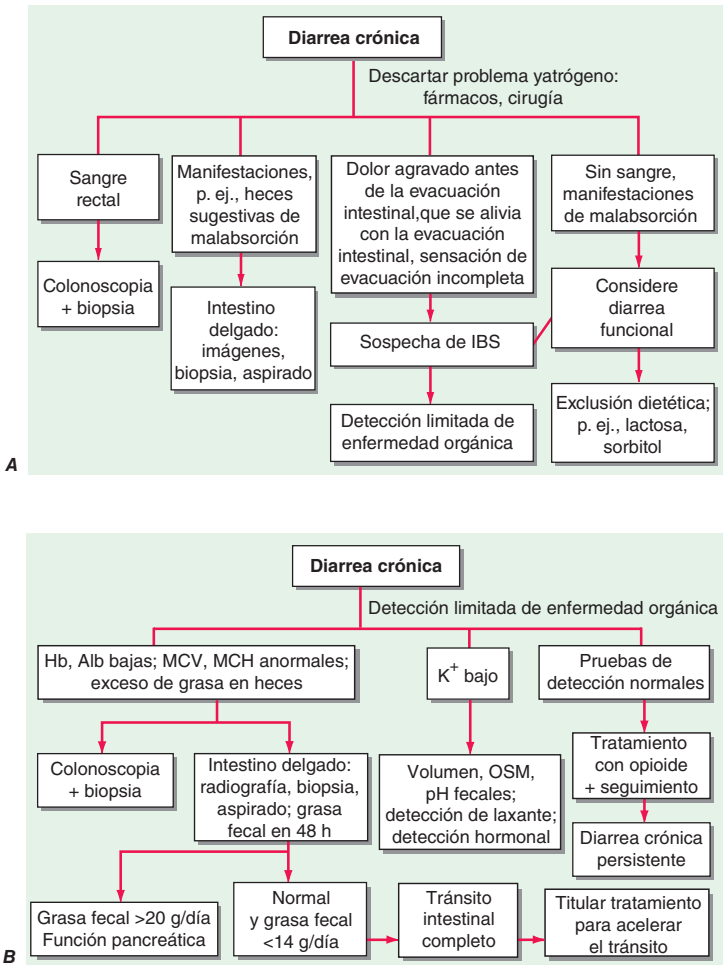 Diarrea crónica
Descartar problema yatrógeno:
fármacos, cirugía
Sangre
rectal
Manifestaciones,
p. ej., heces
sugestivas de
malabsorción
Dolor agravado antes
de la evacuación
intestinal,que se alivia
con la evacuación
intestinal, sensación de
evacuación incompleta
Sin sangre,
manifestaciones
de malabsorción
Colonoscopia
+ biopsia
Intestino
delgado:
imágenes,
biopsia, aspirado
Sospecha de IBS
Considere
diarrea
funcional
Detección limitada de
enfermedad orgánica
Exclusión dietética;
p. ej., lactosa,
sorbitol
A
Diarrea crónica
Detección limitada de enfermedad orgánica
Hb, Alb bajas; MCV, MCH anormales;
exceso de grasa en heces
K+ bajo
Pruebas de
detección normales
Colonoscopia
+ biopsia
Intestino delgado:
radiografía, biopsia,
aspirado; grasa
fecal en 48 h
Volumen, OSM,
pH fecales;
detección de laxante;
detección hormonal
Tratamiento
con opioide
+ seguimiento
Diarrea crónica
persistente
Grasa fecal >20 g/día
Función pancreática
Normal
y grasa fecal
<14 g/día
Tránsito
intestinal
completo
Titular tratamiento
para acelerar
el tránsito
B